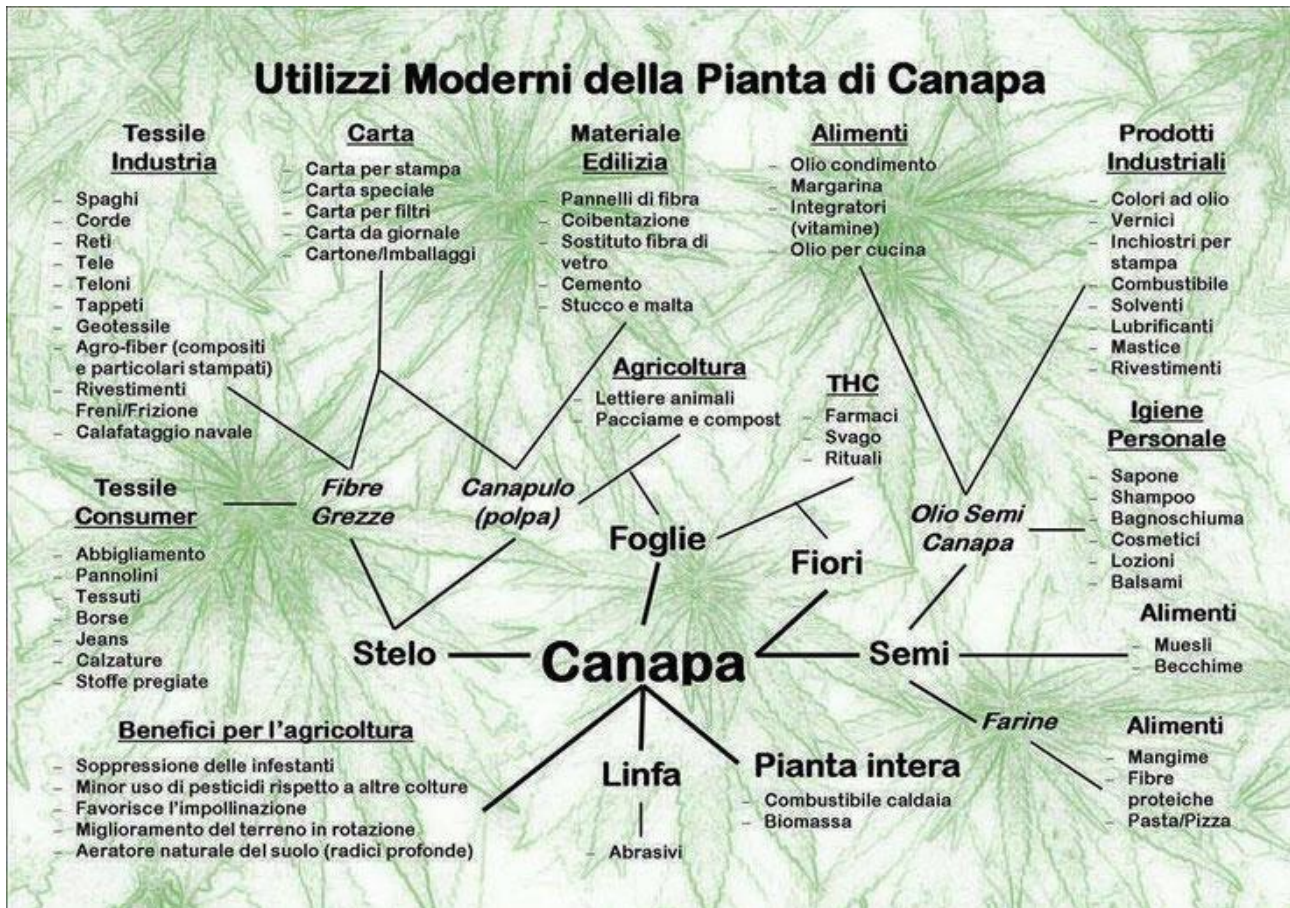 Utilizzi Moderni della Pianta di Canapa
Tessile
Industria
– Spaghi
– Corde
– Reti
– Tele
– Teloni
– Tappeti
– Geotessile
– Agro-fiber (compositi
e particolari stampati)
– Rivestimenti
Freni/Frizione
– Calafataggio navale
Carta
– Carta per stampa
– Carta speciale
– Carta per filtri
– Carta da giornale
– Cartone/Imballaggi
Materiale
Edilizia
– Pannelli di fibra
– Coibentazione
– Sostituto fibra di
vetro
– Cemento
– Stucco e malta
Alimenti
– Olio condimento
– Margarina
– Integratori
(vitamine)
– Olio per cucina
Prodotti
Industriali
– Colori ad olio
– Vernici
– Inchiostri per
stampa
– Combustibile
– Solventi
– Lubrificanti
– Mastice
– Rivestimenti
Agricoltura
– Lettiere animali
– Pacciame e compost
THC
– Farmaci
– Svago
– Rituali
Igiene
Personale
– Sapone
– Shampoo
– Bagnoschiuma
– Cosmetici
– Lozioni
– Balsami
Tessile
Consumer
– Abbigliamento
– Pannolini
– Tessuti
– Borse
– Jeans
– Calzature
– Stoffe pregiate
Fibre
Grezze
Canapulo
(polpa)
Foglie
Fiori
Olio Semi
Canapa
Stelo
Canapa
Semi
Alimenti
– Muesli
– Becchime
Farine
Alimenti
– Mangime
– Fibre
proteiche
– Pasta/Pizza
Benefici per l'agricoltura
– Soppressione delle infestanti
– Minor uso di pesticidi rispetto a altre colture
– Favorisce l'impollinazione
– Miglioramento del terreno in rotazione
– Aeratore naturale del suolo (radici profonde)
Linfa
– Abrasivi
Pianta intera
– Combustibile caldaia
– Biomassa